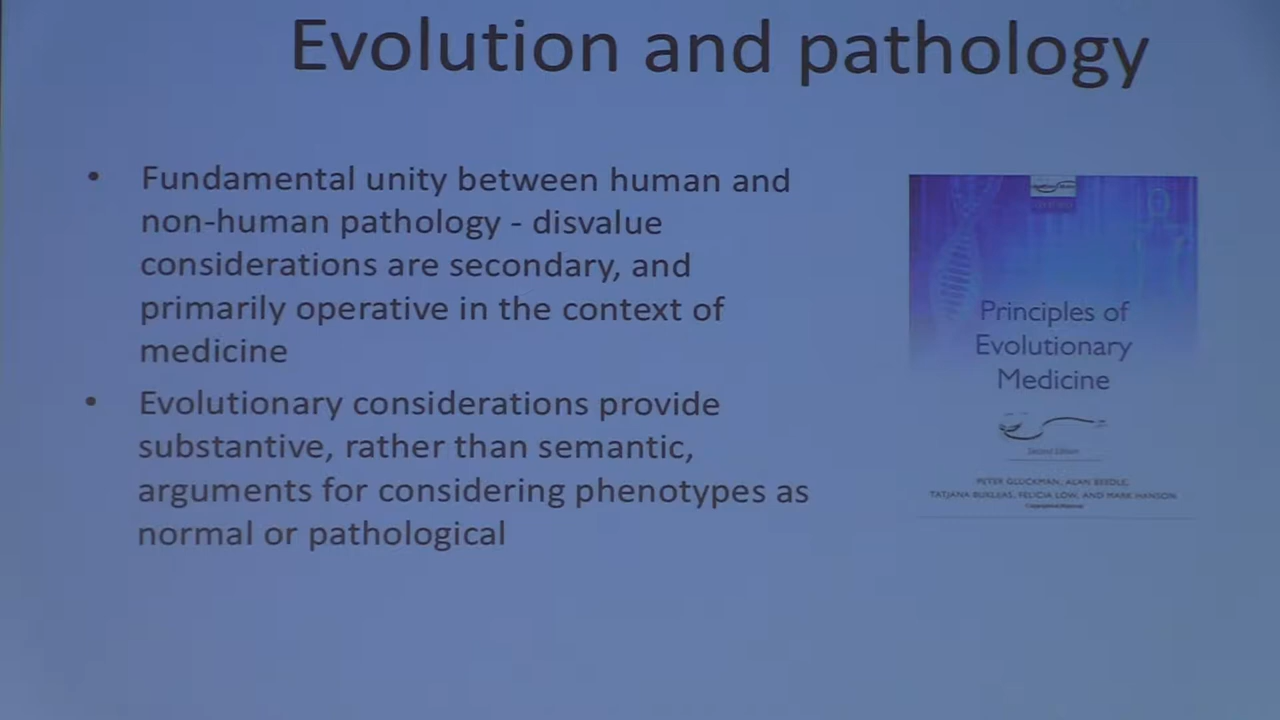 Evolution and pathology
• Fundamental unity between human and
non-human pathology - disvalue
considerations are secondary, and
primarily operative in the context of
medicine
• Evolutionary considerations provide
substantive, rather than semantic,
arguments for considering phenotypes as
normal or pathological
Principles of
Evolutionary
Medicine
Second Edition
PETER GLUCKMAN, ALAN BEEDLE,
TATJANA BUKLIJAS, FELICIA LOW, AND MARK HANSON